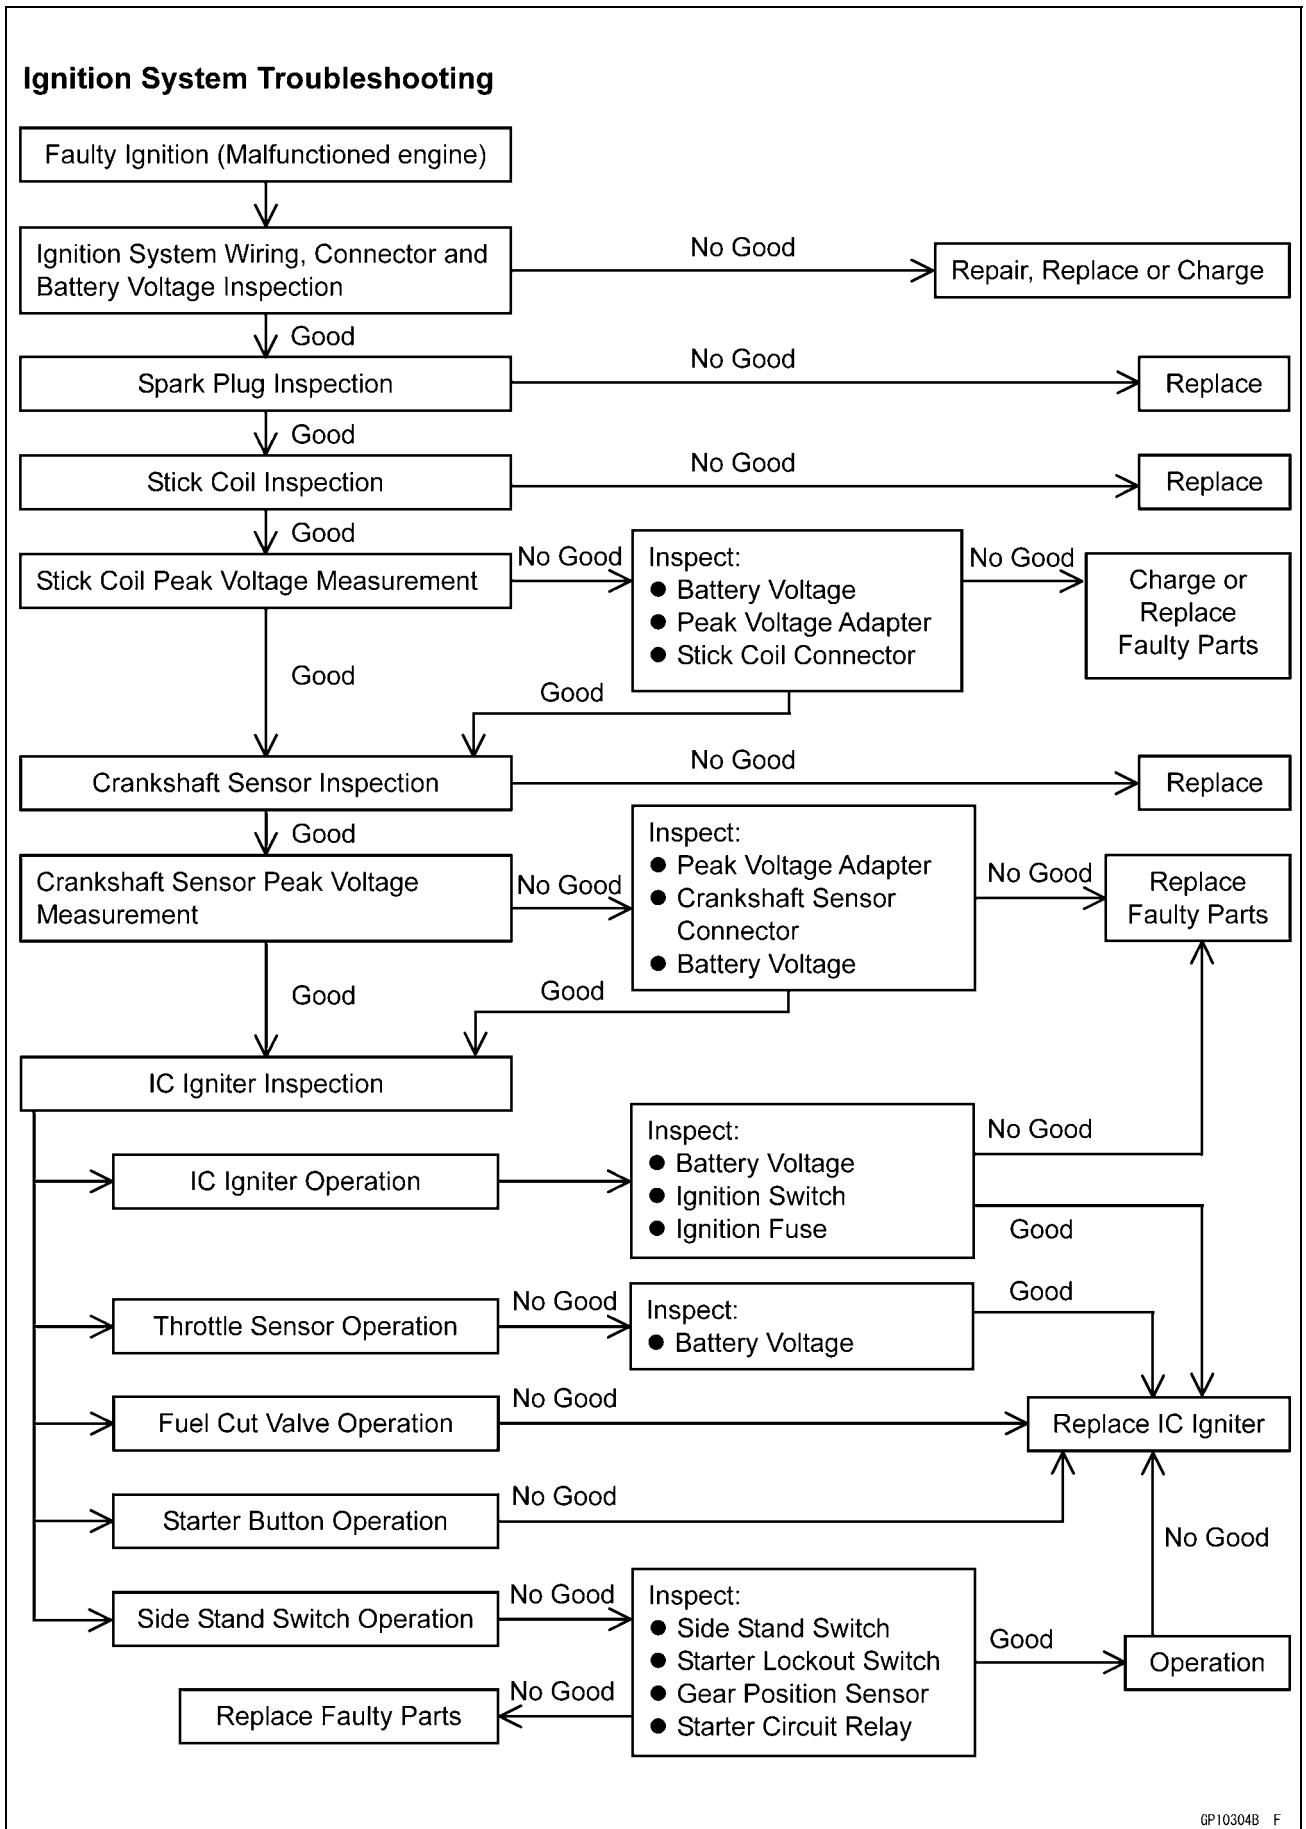 Ignition System Troubleshooting
Faulty Ignition (Malfunctioned engine)
Ignition System Wiring, Connector and
Battery Voltage Inspection
No Good
Repair, Replace or Charge
Good
Spark Plug Inspection
No Good
Replace
Good
Stick Coil Inspection
No Good
Replace
Good
Stick Coil Peak Voltage Measurement
No Good
Inspect:
● Battery Voltage
● Peak Voltage Adapter
● Stick Coil Connector
No Good
Charge or
Replace
Faulty Parts
Good
Good
Crankshaft Sensor Inspection
No Good
Replace
Good
Crankshaft Sensor Peak Voltage
Measurement
No Good
Inspect:
● Peak Voltage Adapter
● Crankshaft Sensor
Connector
● Battery Voltage
No Good
Replace
Faulty Parts
Good
Good
IC Igniter Inspection
IC Igniter Operation
Inspect:
● Battery Voltage
● Ignition Switch
● Ignition Fuse
No Good
Good
Throttle Sensor Operation
No Good
Inspect:
● Battery Voltage
Good
Fuel Cut Valve Operation
No Good
Replace IC Igniter
Starter Button Operation
No Good
No Good
Side Stand Switch Operation
No Good
Inspect:
● Side Stand Switch
● Starter Lockout Switch
● Gear Position Sensor
● Starter Circuit Relay
Good
Operation
No Good
Replace Faulty Parts
GP10304B F